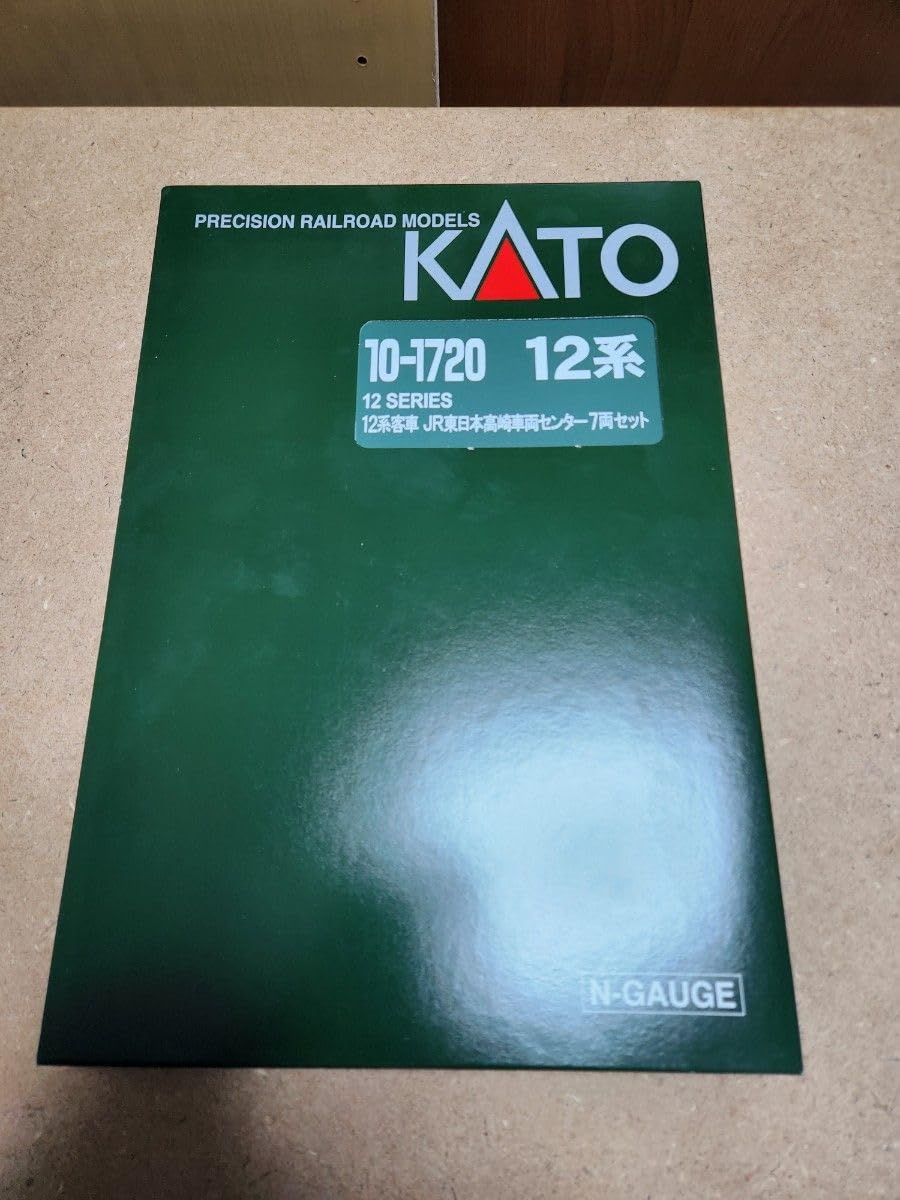 PRECISION RAILROAD MODELS
KATO
10-1720 12系
12 SERIES
12系客車 JR東日本高崎車両センター 7両セット
N-GAUGE